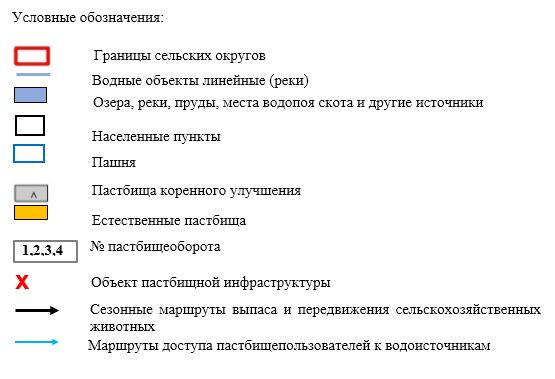 Условные обозначения:
Границы сельских округов
Водные объекты линейные (реки)
Озера, реки, пруды, места водопоя скота и другие источники
Населенные пункты
Пашня
^ Пастбища коренного улучшения
Естественные пастбища
1,2,3,4 № пастбищеоборота
X Объект пастбищной инфраструктуры
Сезонные маршруты выпаса и передвижения сельскохозяйственных
животных
Маршруты доступа пастбищепользователей к водоисточникам